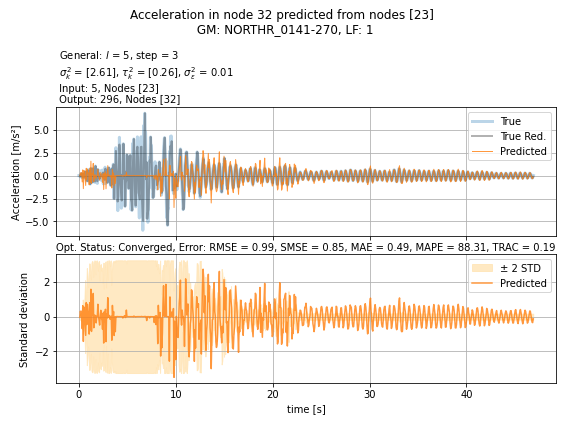 Acceleration in node 32 predicted from nodes [23]
GM: NORTHR_0141-270, LF: 1
General: l = 5, step = 3
σ²ₖ = [2.61], τ²ₖ = [0.26], σ²ε = 0.01
Input: 5, Nodes [23]
Output: 296, Nodes [32]
True
True Red.
Predicted
5.0
2.5
0.0
−2.5
−5.0
Acceleration [m/s²]
Opt. Status: Converged, Error: RMSE = 0.99, SMSE = 0.85, MAE = 0.49, MAPE = 88.31, TRAC = 0.19
± 2 STD
Predicted
2
0
−2
Standard deviation
0 10 20 30 40
time [s]